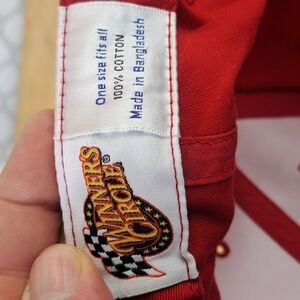 One size fits all
100% COTTON
Made in Bangladesh
WINNER'S
CIRCLE®